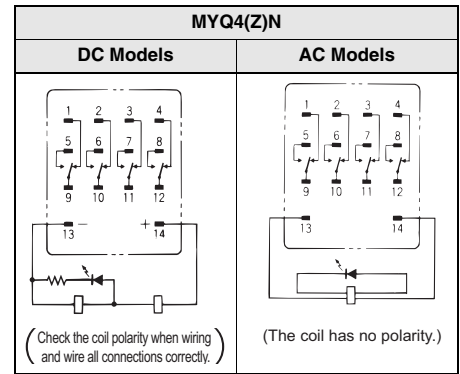 MYQ4(Z)N
DC Models
AC Models
1 2 3 4
5 6 7 8
9 10 11 12
− +
13 14
(Check the coil polarity when wiring
and wire all connections correctly.)
1 2 3 4
5 6 7 8
9 10 11 12
13 14
(The coil has no polarity.)